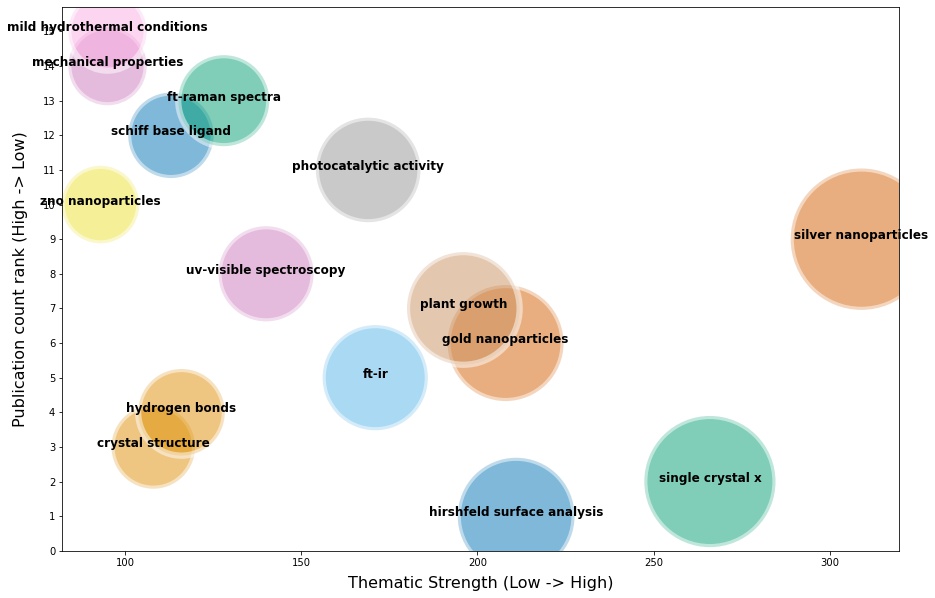 mild hydrothermal conditions
15
mechanical properties
14
ft-raman spectra
13
schiff base ligand
12
photocatalytic activity
11
zno nanoparticles
10
silver nanoparticles
9
uv-visible spectroscopy
8
plant growth
7
gold nanoparticles
6
ft-ir
5
hydrogen bonds
4
crystal structure
3
single crystal x
2
hirshfeld surface analysis
1
0
Publication count rank (High -> Low)
100 150 200 250 300
Thematic Strength (Low -> High)